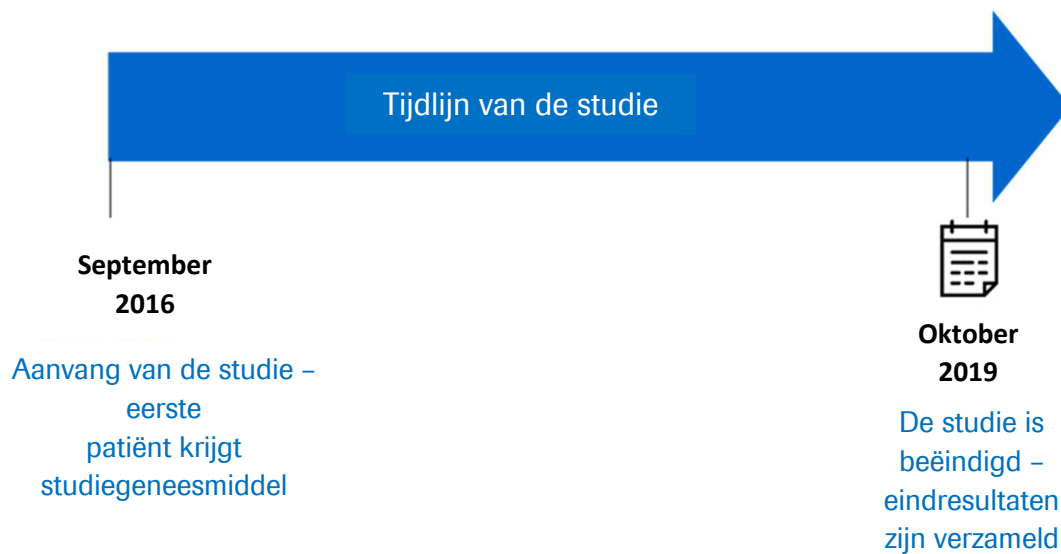 Tijdlijn van de studie
September
2016
Aanvang van de studie –
eerste
patiënt krijgt
studiegeneesmiddel
Oktober
2019
De studie is
beëindigd –
eindresultaten
zijn verzameld